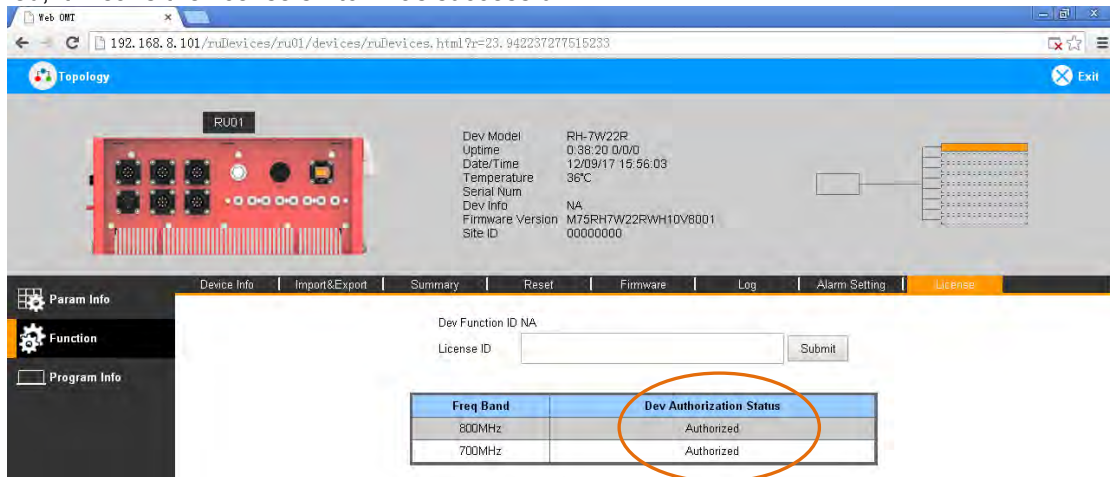 Web OMT
192.168.8.101/ruDevices/ru01/devices/ruDevices.html?r=23.942237277515233
Topology
Exit
RU01
Dev Model RH-7W22R
Uptime 0:38:20 0/0/0
Date/Time 12/09/17 15:56:03
Temperature 36°C
Serial Num
Dev Info NA
Firmware Version M75RH7W22RWH10V8001
Site ID 00000000
Device Info Import&Export Summary Reset Firmware Log Alarm Setting License
Param Info
Function
Program Info
Dev Function ID NA
License ID
Submit
Freq Band Dev Authorization Status
800MHz Authorized
700MHz Authorized